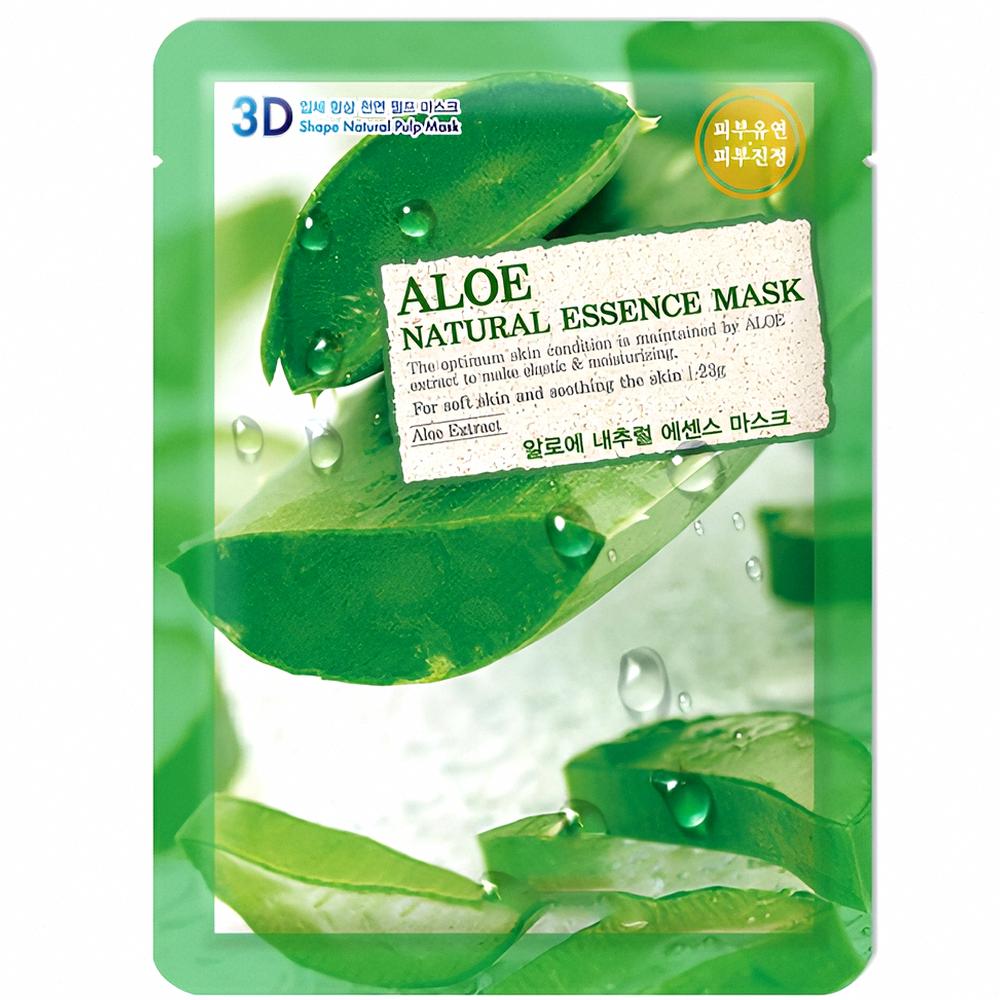 3D 입체 형상 천연 펄프 마스크
Shape Natural Pulp Mask
피부유연
피부진정
ALOE
NATURAL ESSENCE MASK
The optimum skin condition is maintained by ALOE
extract to make elastic & moisturizing.
For soft skin and soothing the skin | .23g
Aloe Extract
알로에 내추럴 에센스 마스크